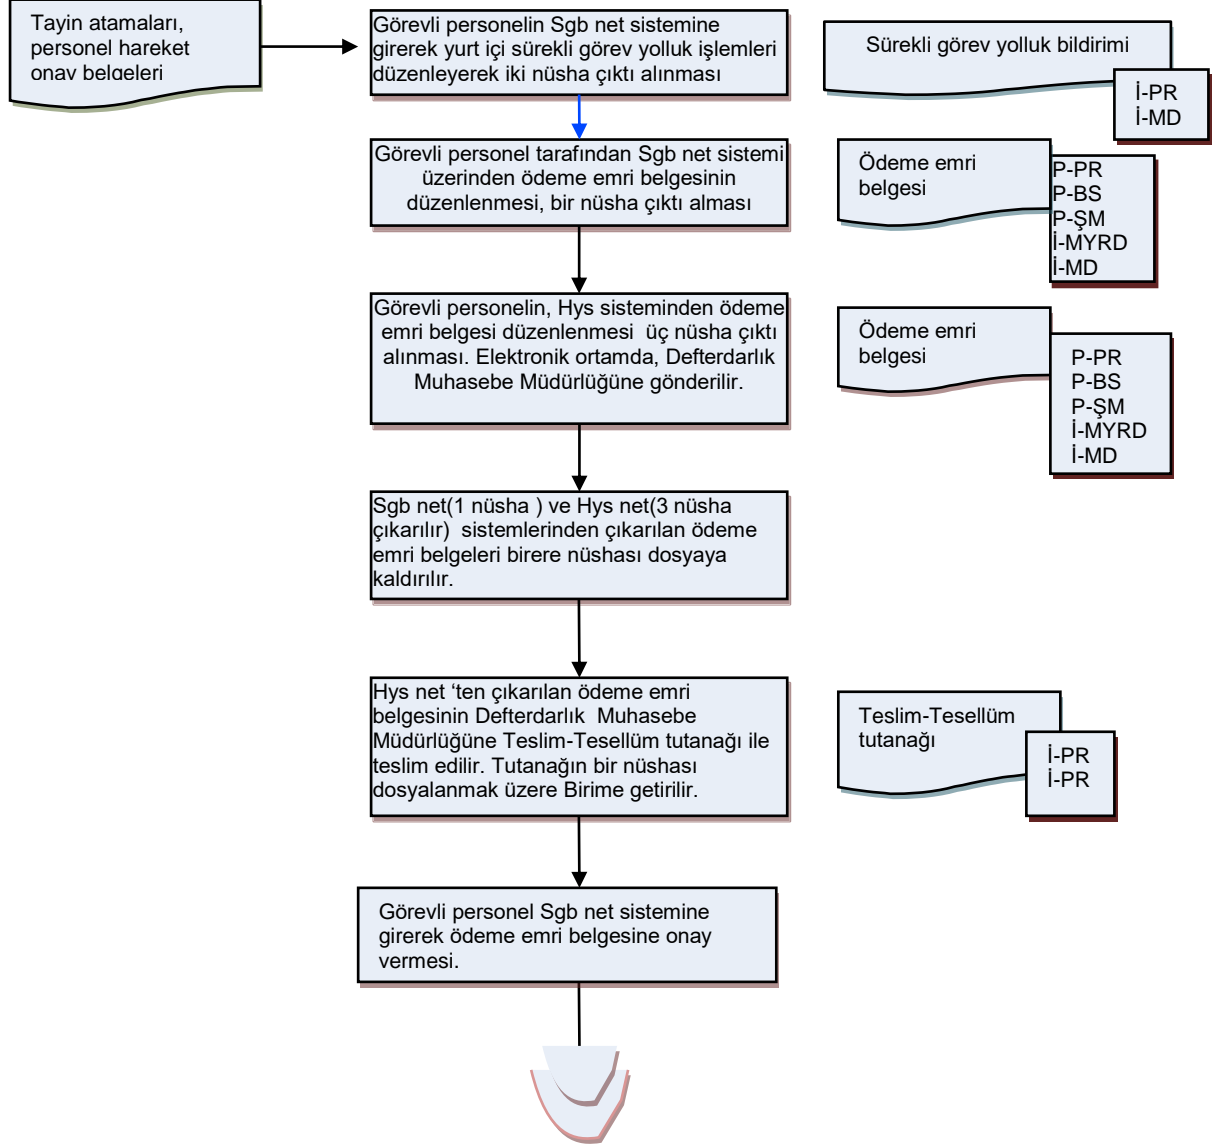 Tayin atamaları,
personel hareket
onay belgeleri
Görevli personelin Sgb net sistemine
girerek yurt içi sürekli görev yolluk işlemleri
düzenleyerek iki nüsha çıktı alınması
Sürekli görev yolluk bildirimi
İ-PR
İ-MD
Görevli personel tarafından Sgb net sistemi
üzerinden ödeme emri belgesinin
düzenlenmesi, bir nüsha çıktı alması
Ödeme emri
belgesi
P-PR
P-BS
P-ŞM
İ-MYRD
İ-MD
Görevli personelin, Hys sisteminden ödeme
emri belgesi düzenlenmesi  üç nüsha çıktı
alınması. Elektronik ortamda, Defterdarlık
Muhasebe Müdürlüğüne gönderilir.
Ödeme emri
belgesi
P-PR
P-BS
P-ŞM
İ-MYRD
İ-MD
Sgb net(1 nüsha ) ve Hys net(3 nüsha
çıkarılır)  sistemlerinden çıkarılan ödeme
emri belgeleri birere nüshası dosyaya
kaldırılır.
Hys net ‘ten çıkarılan ödeme emri
belgesinin Defterdarlık  Muhasebe
Müdürlüğüne Teslim-Tesellüm tutanağı ile
teslim edilir. Tutanağın bir nüshası
dosyalanmak üzere Birime getirilir.
Teslim-Tesellüm
tutanağı
İ-PR
İ-PR
Görevli personel Sgb net sistemine
girerek ödeme emri belgesine onay
vermesi.